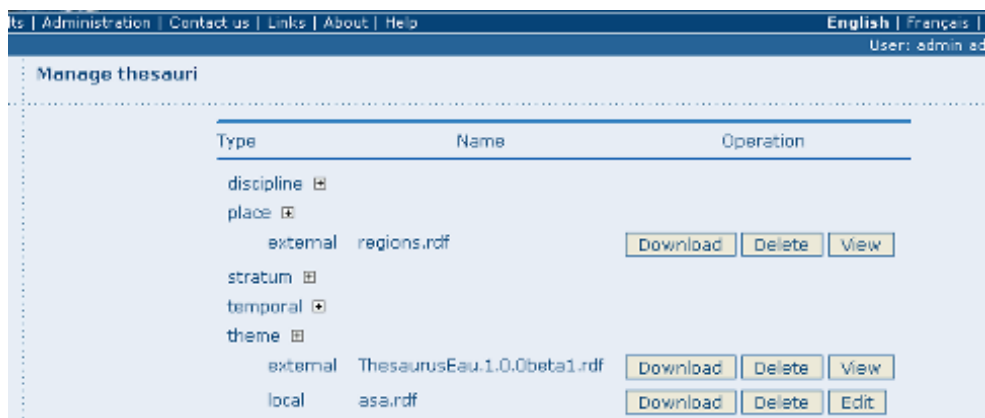 lts | Administration | Contact us | Links | About | Help English | Français |
User: admin ad
Manage thesauri
Type Name Operation
discipline +
place +
external regions.rdf Download Delete View
stratum +
temporal +
theme +
external ThesaurusEau.1.0.0beta1.rdf Download Delete View
local asa.rdf Download Delete Edit